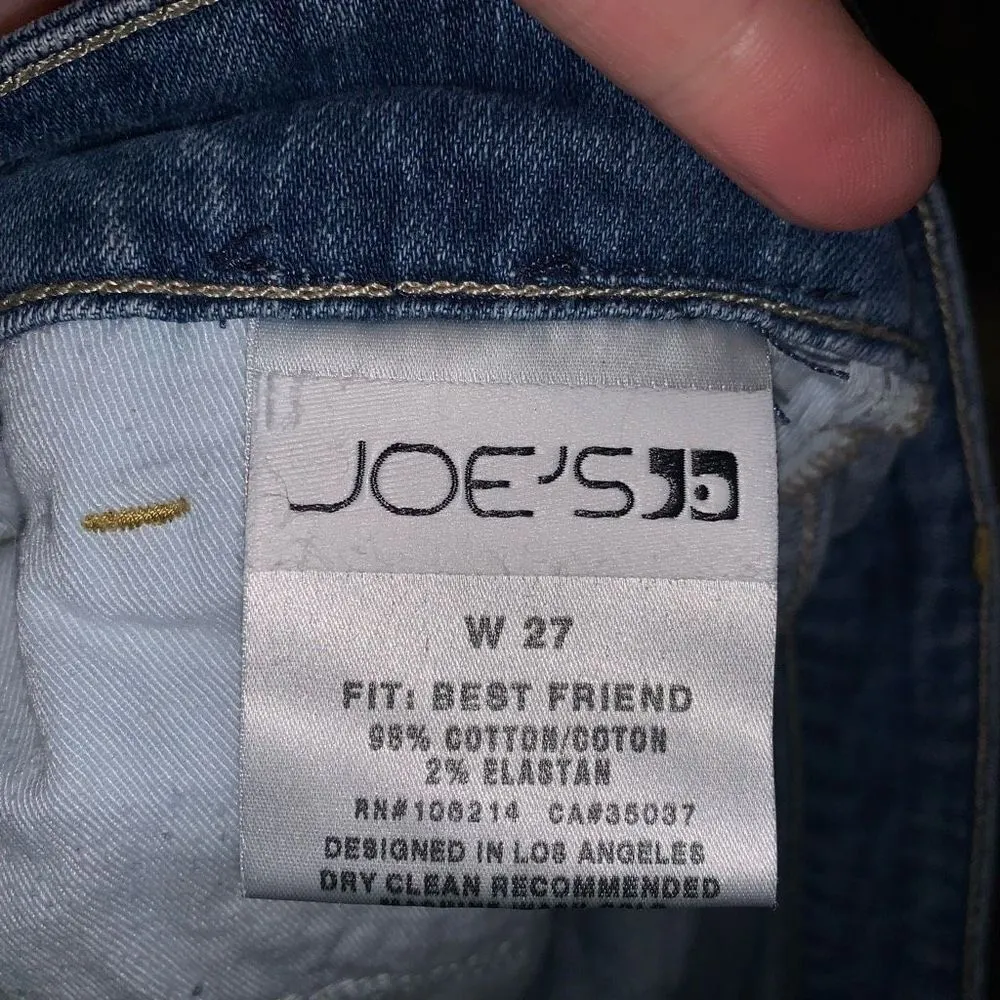 JOE'S
W 27
FIT: BEST FRIEND
98% COTTON/COTON
2% ELASTAN
RN#106214 CA#35037
DESIGNED IN LOS ANGELES
DRY CLEAN RECOMMENDED